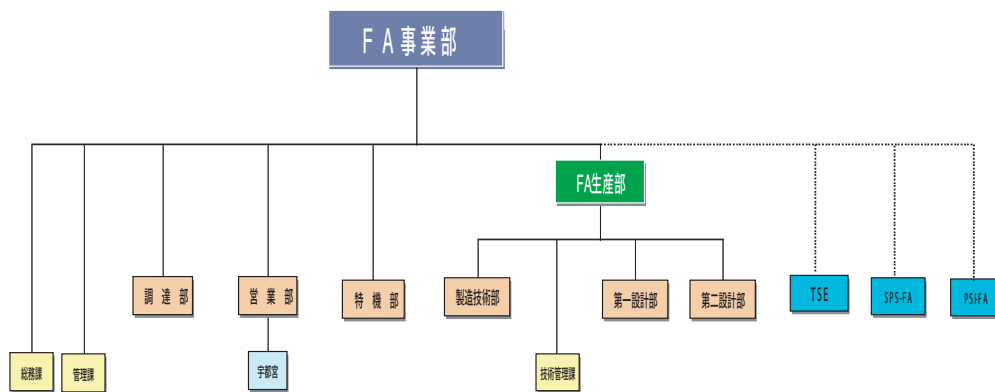 ＦＡ事業部
FA生産部
調達部
営業部
特機部
製造技術部
第一設計部
第二設計部
TSE
SPS-FA
PSI-FA
総務課
管理課
宇都宮
技術管理課